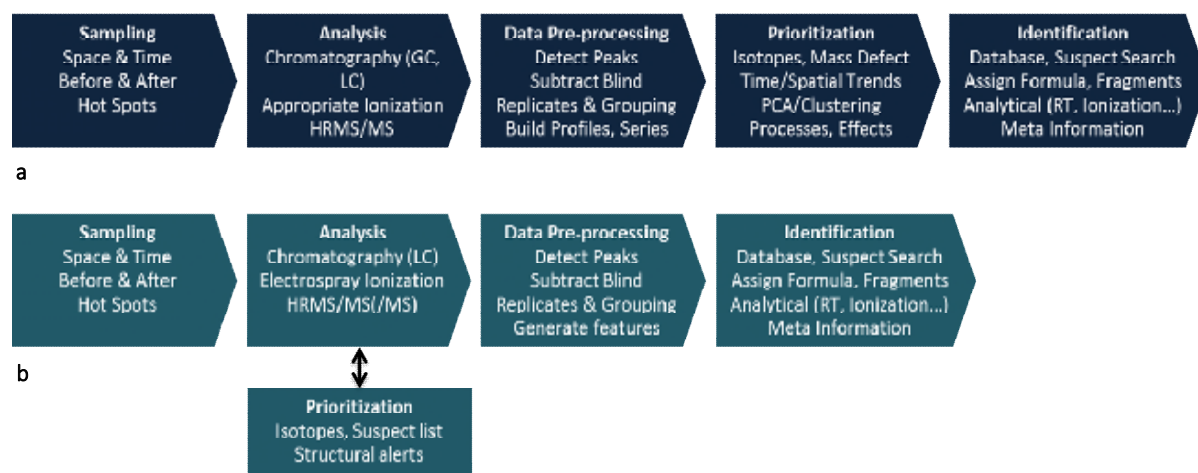 Sampling
Space & Time
Before & After
Hot Spots
Analysis
Chromatography (GC,
LC)
Appropriate Ionization
HRMS/MS
Data Pre-processing
Detect Peaks
Subtract Blind
Replicates & Grouping
Build Profiles, Series
Prioritization
Isotopes, Mass Defect
Time/Spatial Trends
PCA/Clustering
Processes, Effects
Identification
Database, Suspect Search
Assign Formula, Fragments
Analytical (RT, Ionization...)
Meta Information
a
Sampling
Space & Time
Before & After
Hot Spots
Analysis
Chromatography (LC)
Electrospray Ionization
HRMS/MS(/MS)
Data Pre-processing
Detect Peaks
Subtract Blind
Replicates & Grouping
Generate features
Identification
Database, Suspect Search
Assign Formula, Fragments
Analytical (RT, Ionization...)
Meta Information
b
Prioritization
Isotopes, Suspect list
Structural alerts